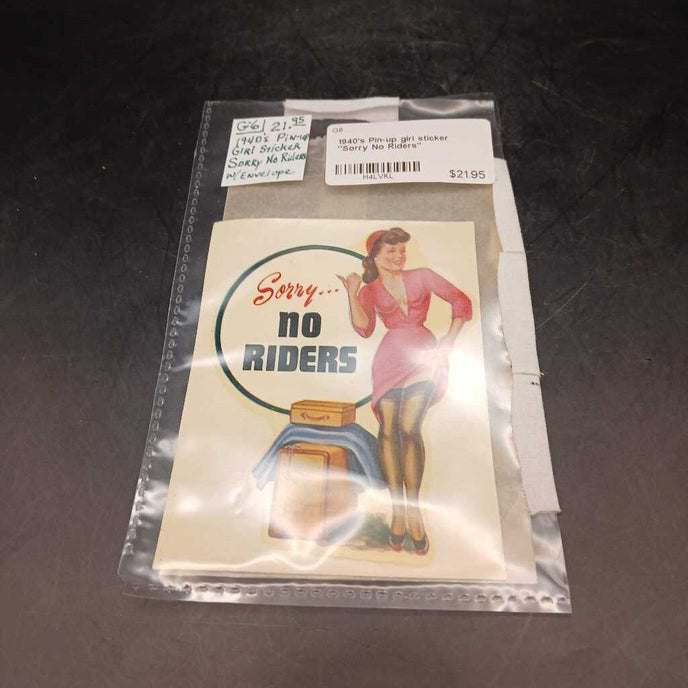 G-6 21.95
1940's Pin-up
Girl Sticker
Sorry No Riders
w/Envelope
G6
1940's Pin-up girl sticker
"Sorry No Riders"
H4LVKL
$21.95
Sorry...
NO
RIDERS